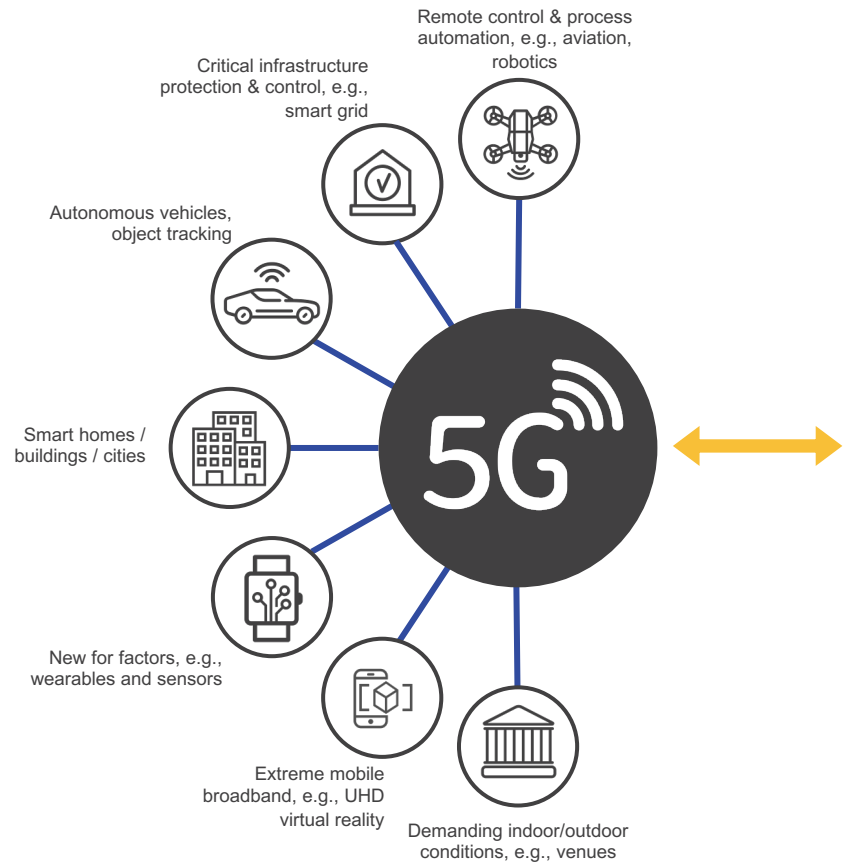 Remote control & process
automation, e.g., aviation,
robotics
Critical infrastructure
protection & control, e.g.,
smart grid
Autonomous vehicles,
object tracking
5G
Smart homes /
buildings / cities
New for factors, e.g.,
wearables and sensors
Extreme mobile
broadband, e.g., UHD
virtual reality
Demanding indoor/outdoor
conditions, e.g., venues